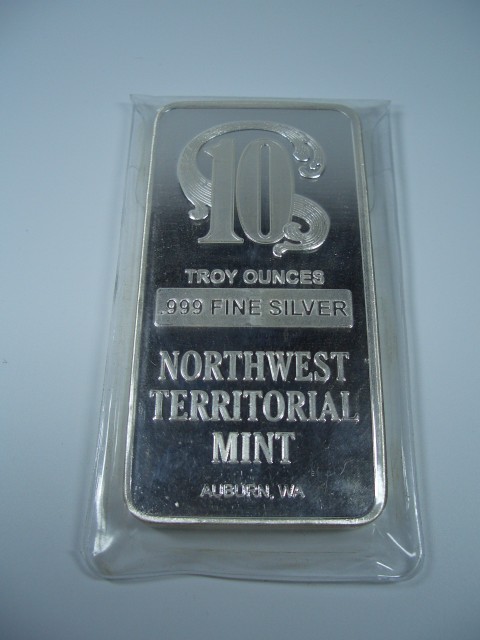 10
TROY OUNCES
.999 FINE SILVER
NORTHWEST
TERRITORIAL
MINT
AUBURN, WA